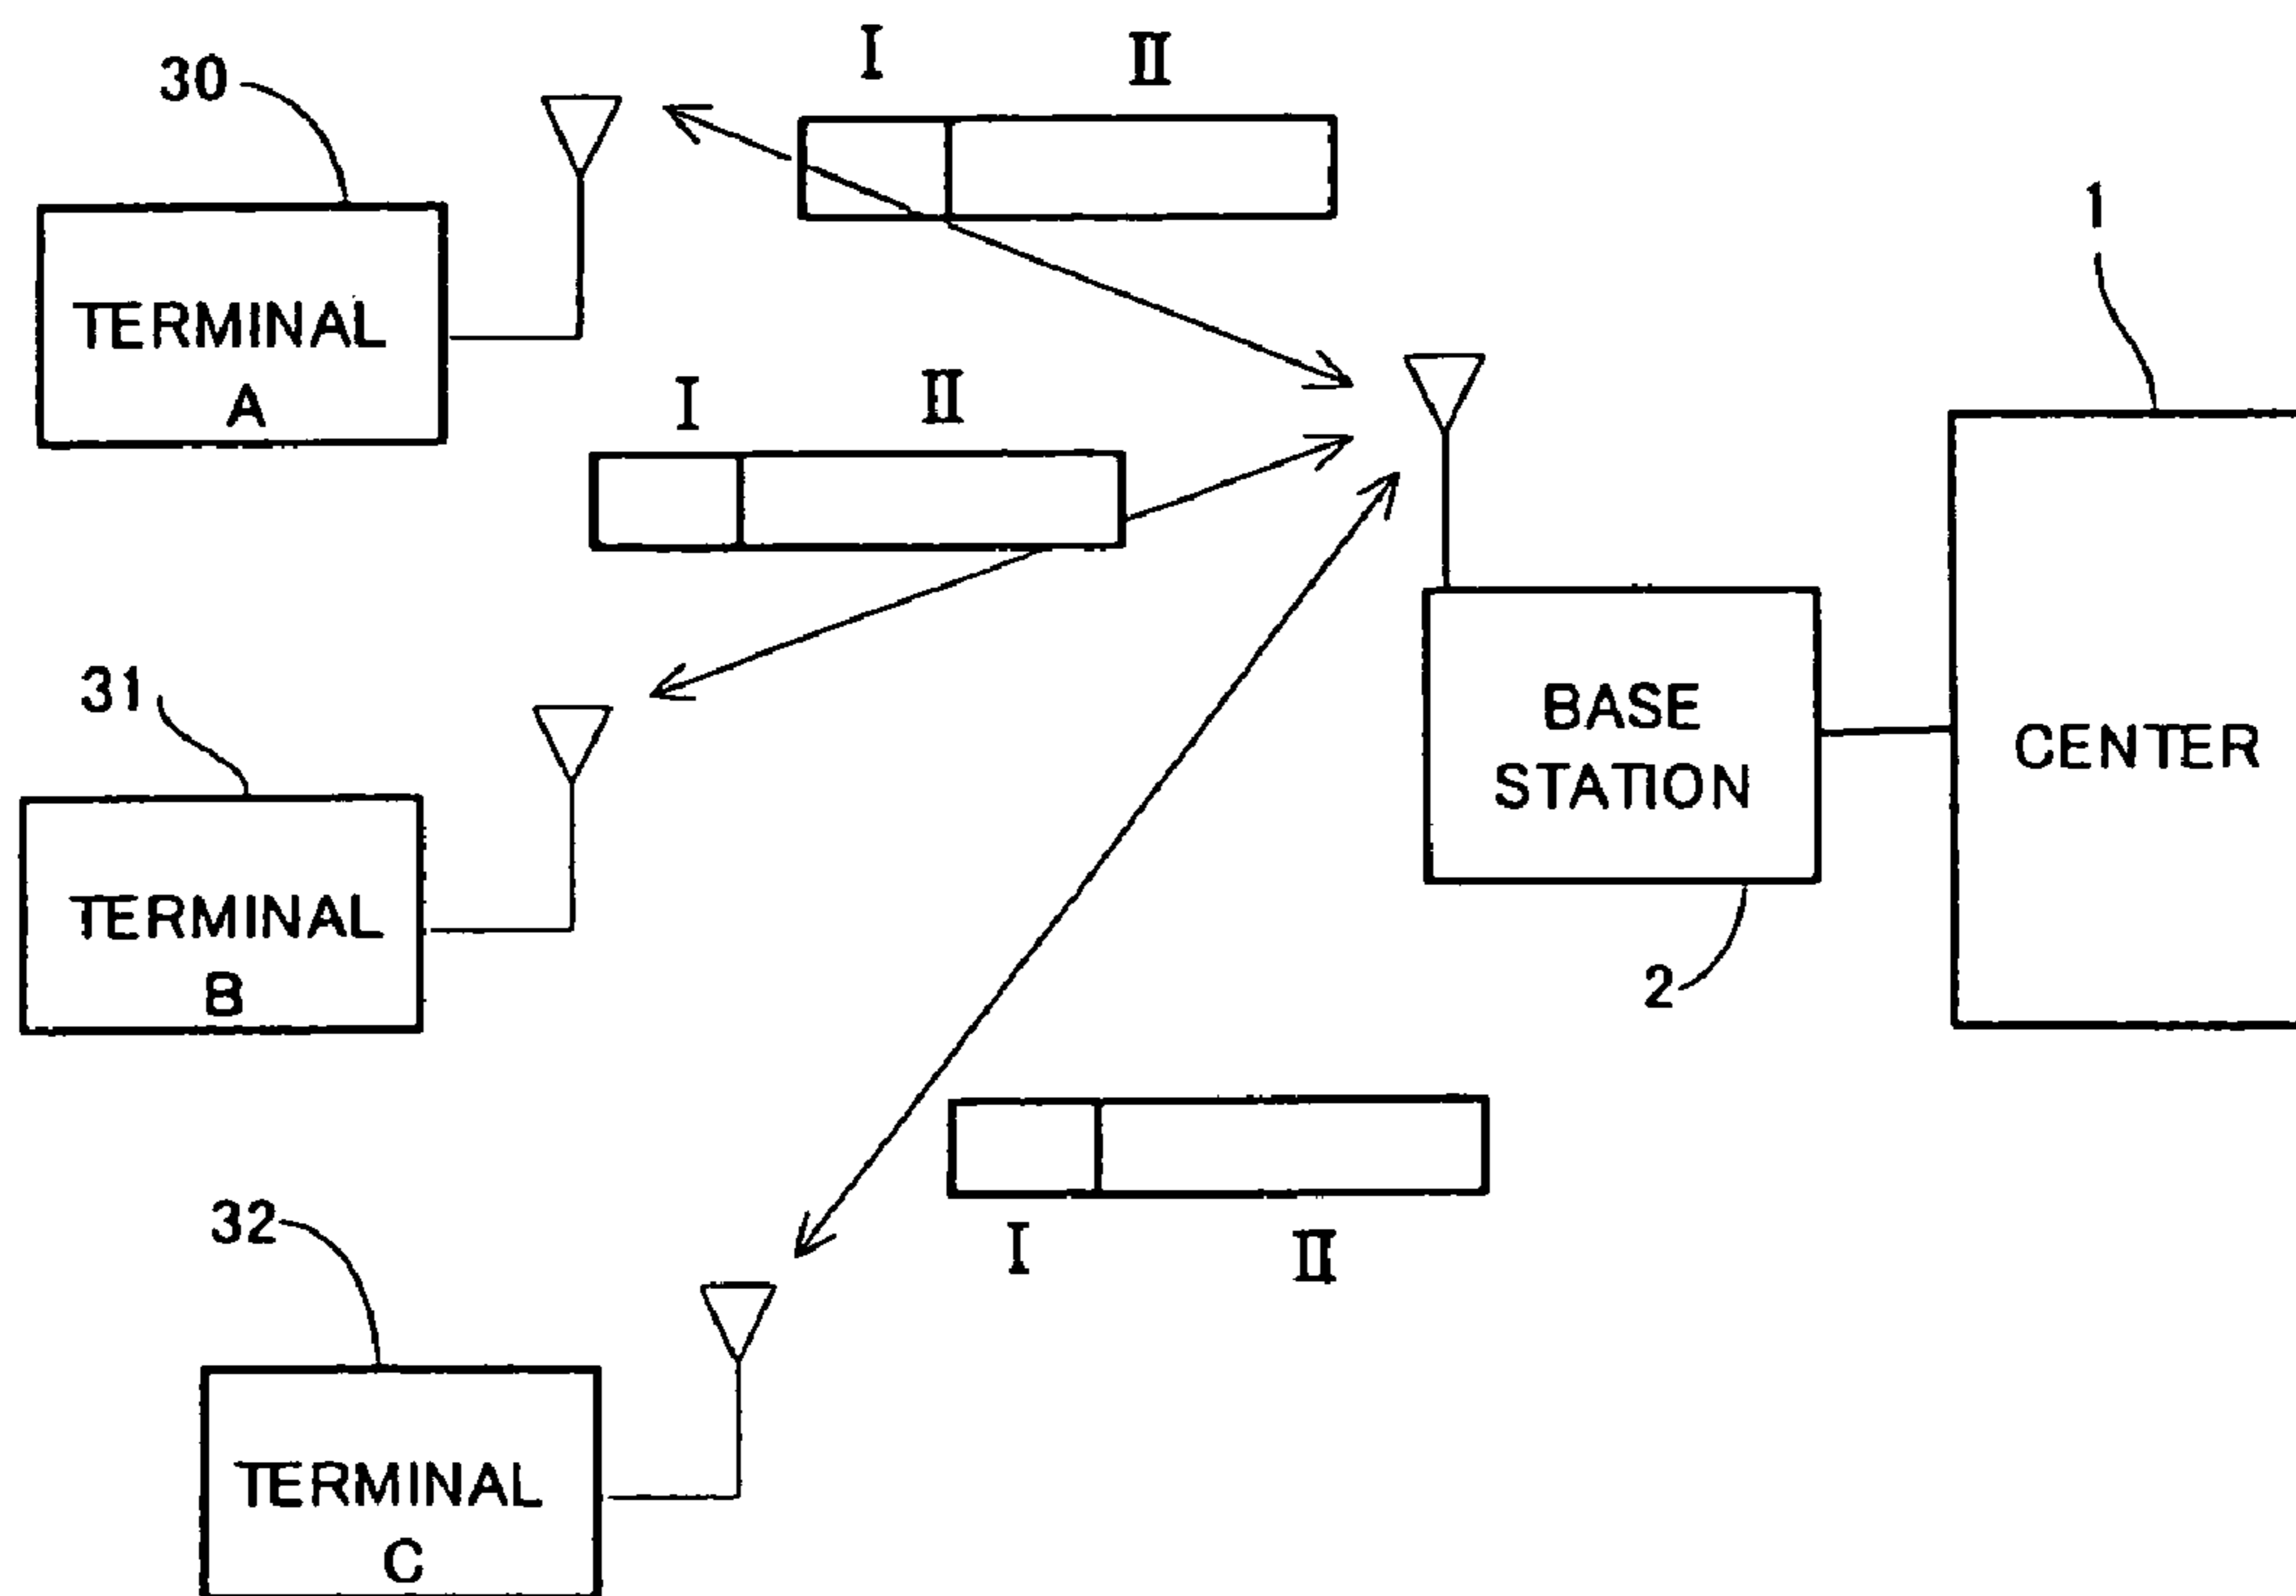 I II
30
1
TERMINAL
A
I II
31
BASE
STATION
CENTER
TERMINAL
B
2
32
I II
TERMINAL
C